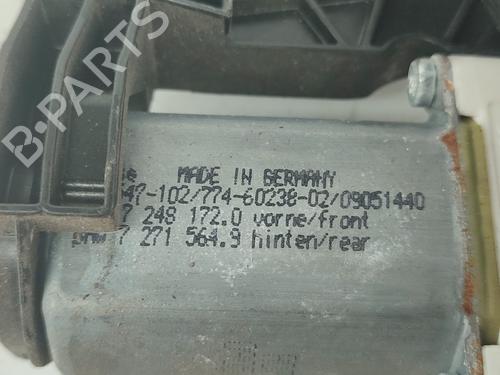 B-PARTS
MADE IN GERMANY
-102/774-60238-02/09051440
7 248 172.0 vorne/front
7 271 564.9 hinten/rear